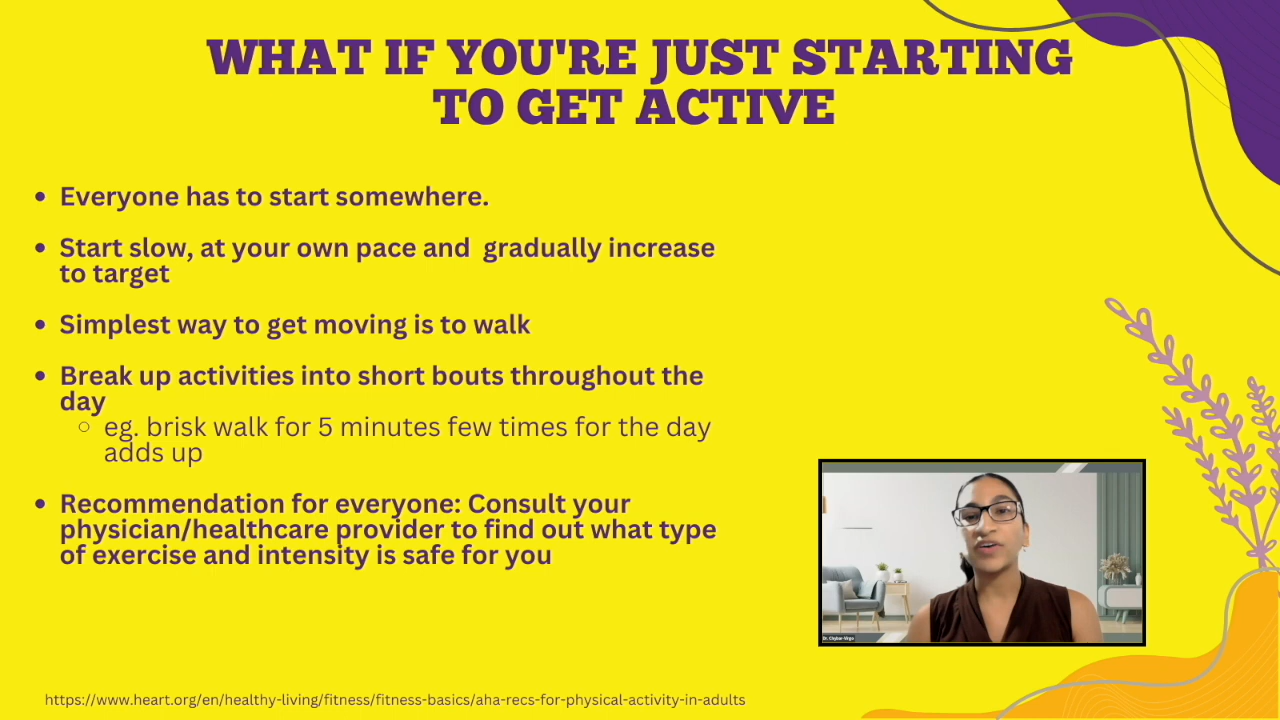 WHAT IF YOU'RE JUST STARTING
TO GET ACTIVE
• Everyone has to start somewhere.
• Start slow, at your own pace and  gradually increase
to target
• Simplest way to get moving is to walk
• Break up activities into short bouts throughout the
day
○ eg. brisk walk for 5 minutes few times for the day
adds up
• Recommendation for everyone: Consult your
physician/healthcare provider to find out what type
of exercise and intensity is safe for you
https://www.heart.org/en/healthy-living/fitness/fitness-basics/aha-recs-for-physical-activity-in-adults